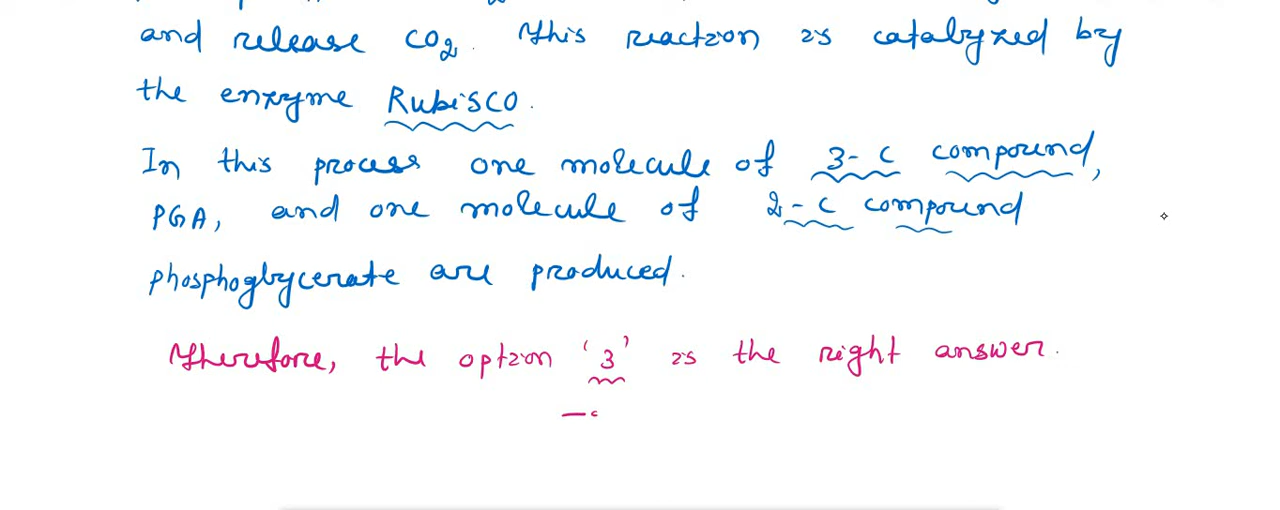 and release CO2. This reaction is catalyzed by
the enzyme RubisCO.
In this process one molecule of 3-C compound,
PGA, and one molecule of 2-C compound
phosphoglycerate are produced.
Therefore, the option '3' is the right answer.